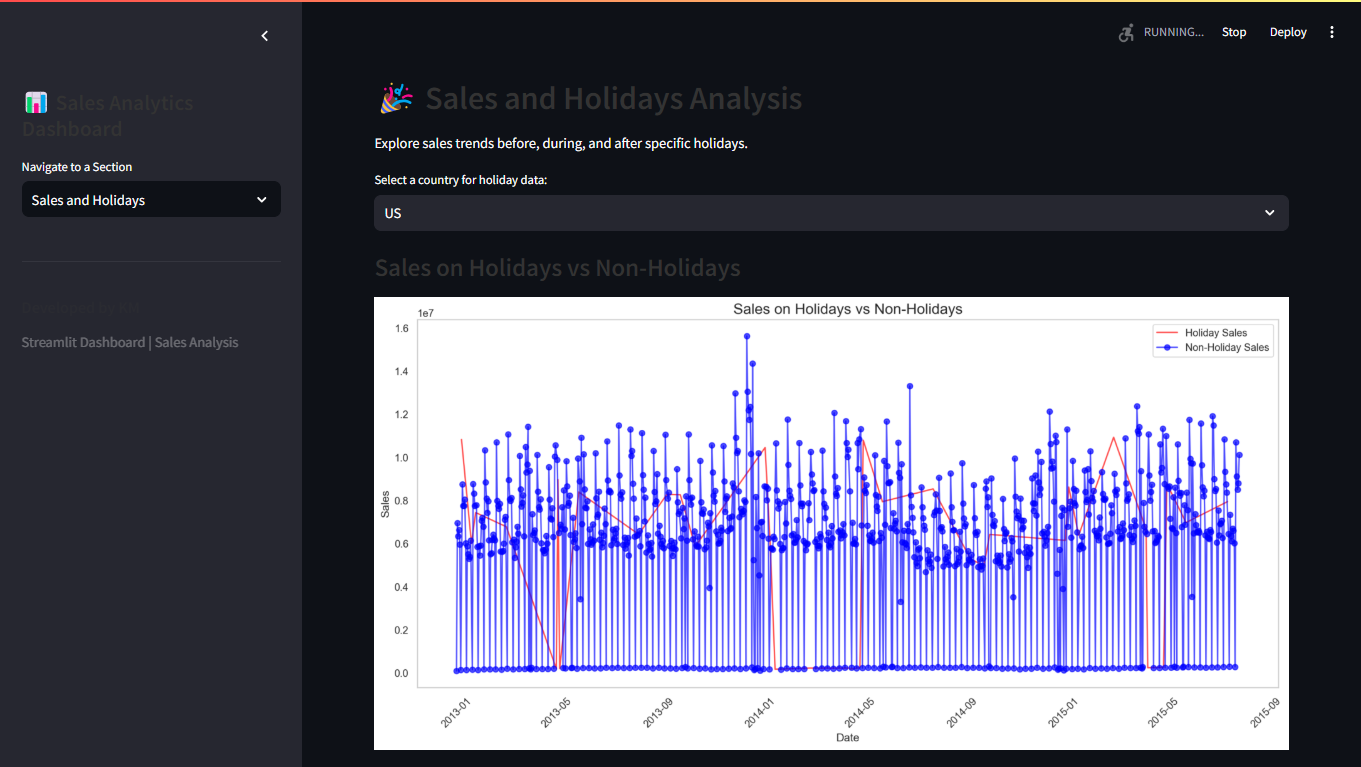 RUNNING...
Stop
Deploy
Sales Analytics
Dashboard
Navigate to a Section
Sales and Holidays
Streamlit Dashboard | Sales Analysis
Sales and Holidays Analysis
Explore sales trends before, during, and after specific holidays.
Select a country for holiday data:
US
Sales on Holidays vs Non-Holidays
Sales on Holidays vs Non-Holidays
1e7
Holiday Sales
Non-Holiday Sales
1.6
1.4
1.2
1.0
0.8
0.6
0.4
0.2
0.0
Sales
2013-01
2013-05
2013-09
2014-01
2014-05
2014-09
2015-01
2015-05
2015-09
Date